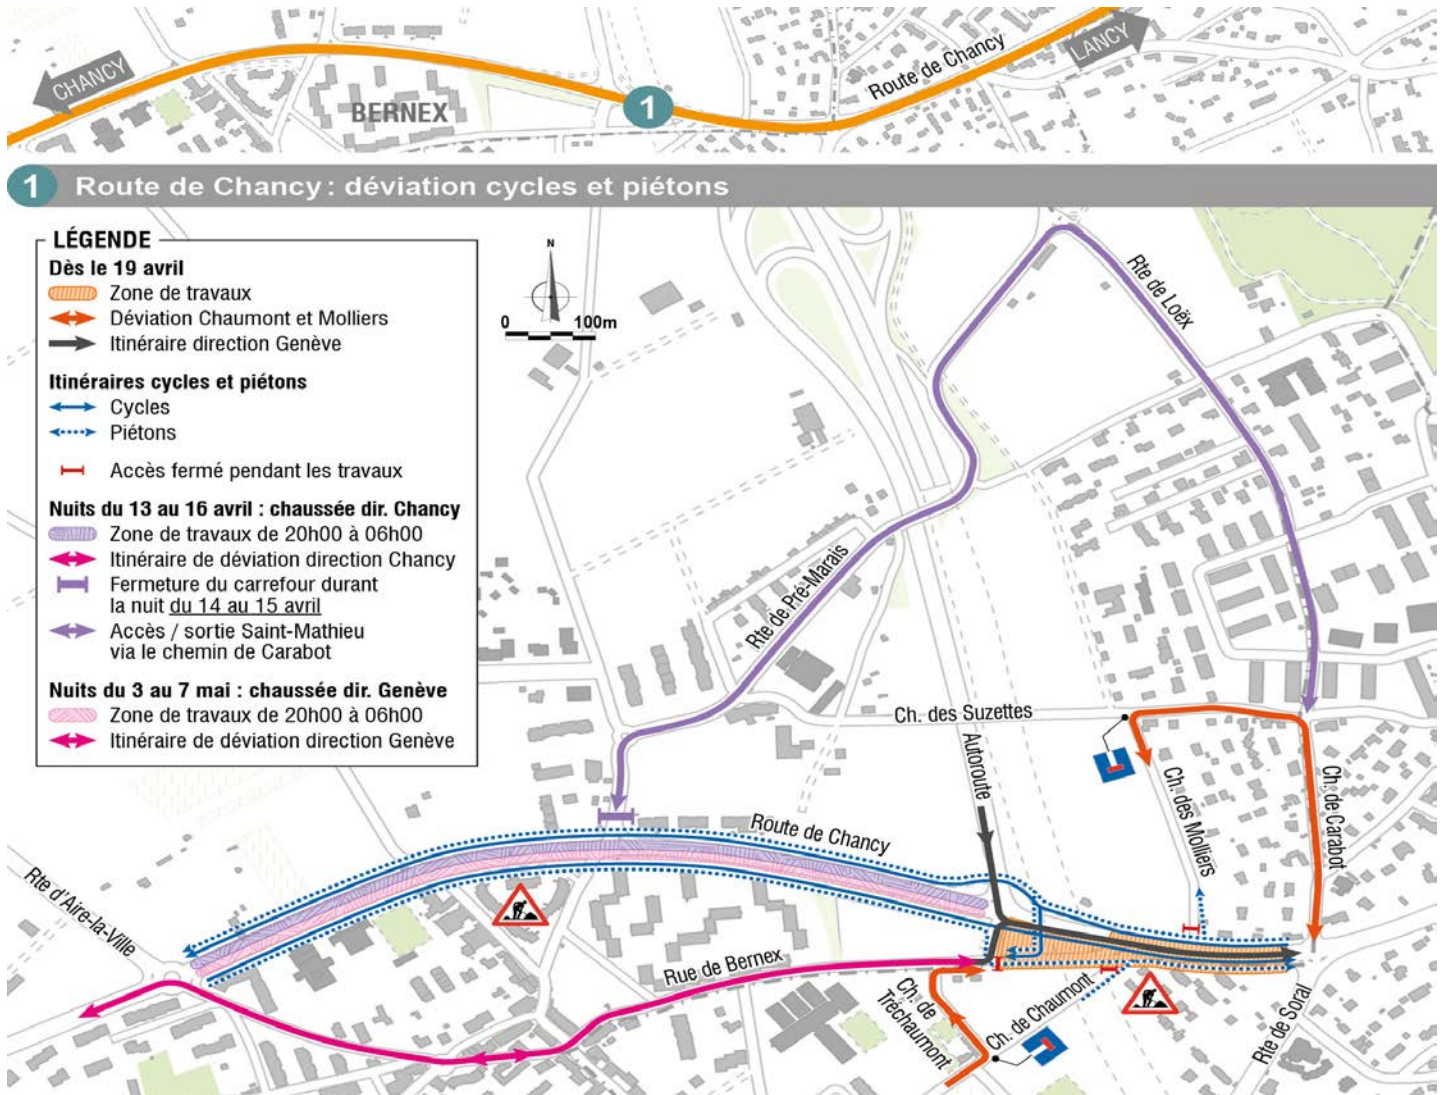 CHANCY
BERNEX
1
Route de Chancy
LANCY
1 Route de Chancy : déviation cycles et piétons
LÉGENDE
Dès le 19 avril
Zone de travaux
Déviation Chaumont et Molliers
Itinéraire direction Genève
Itinéraires cycles et piétons
Cycles
Piétons
Accès fermé pendant les travaux
Nuits du 13 au 16 avril : chaussée dir. Chancy
Zone de travaux de 20h00 à 06h00
Itinéraire de déviation direction Chancy
Fermeture du carrefour durant
la nuit du 14 au 15 avril
Accès / sortie Saint-Mathieu
via le chemin de Carabot
Nuits du 3 au 7 mai : chaussée dir. Genève
Zone de travaux de 20h00 à 06h00
Itinéraire de déviation direction Genève
N
0 100m
Rte de Loëx
Rte de Pré-Marais
Ch. des Suzettes
Autoroute
Ch. des Molliers
Ch. de Carabot
Route de Chancy
Rte d'Aire-la-Ville
Rue de Bernex
Ch. de
Tréchaumont
Ch. de Chaumont
Rte de Soral